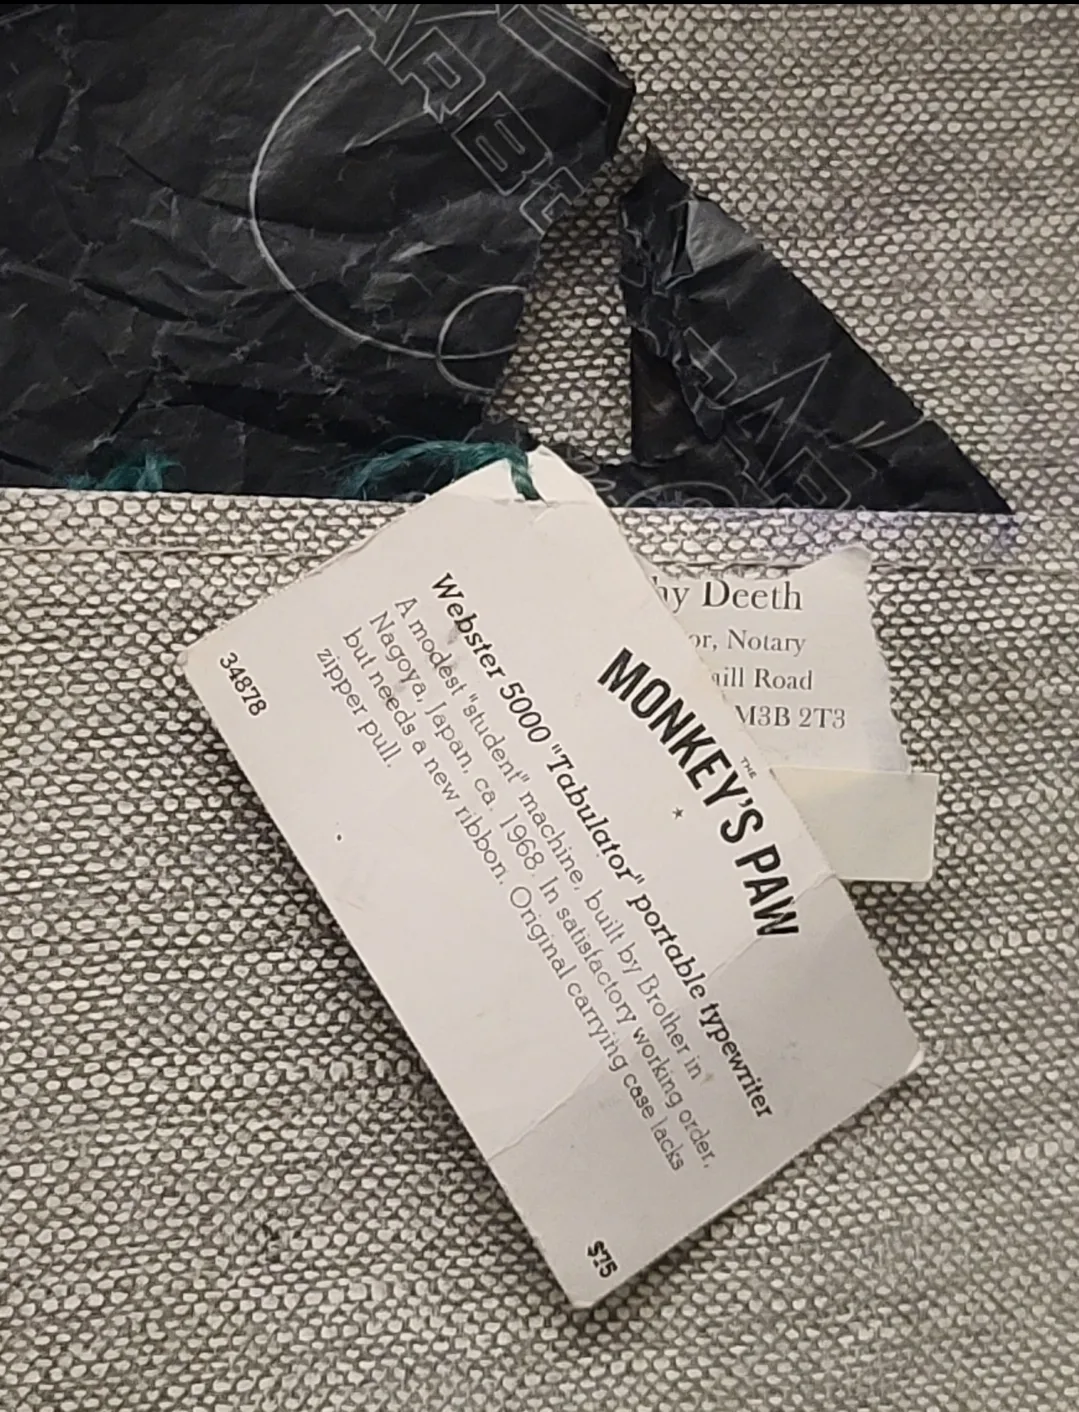 THE
MONKEY'S PAW
Webster 5000 "Tabulator" portable typewriter
A modest "student" machine, built by Brother in
Nagoya, Japan, ca. 1968. In satisfactory working order,
but needs a new ribbon. Original carrying case lacks
zipper pull.
34878
$75
hy Deeth
or, Notary
ill Road
M3B 2T3